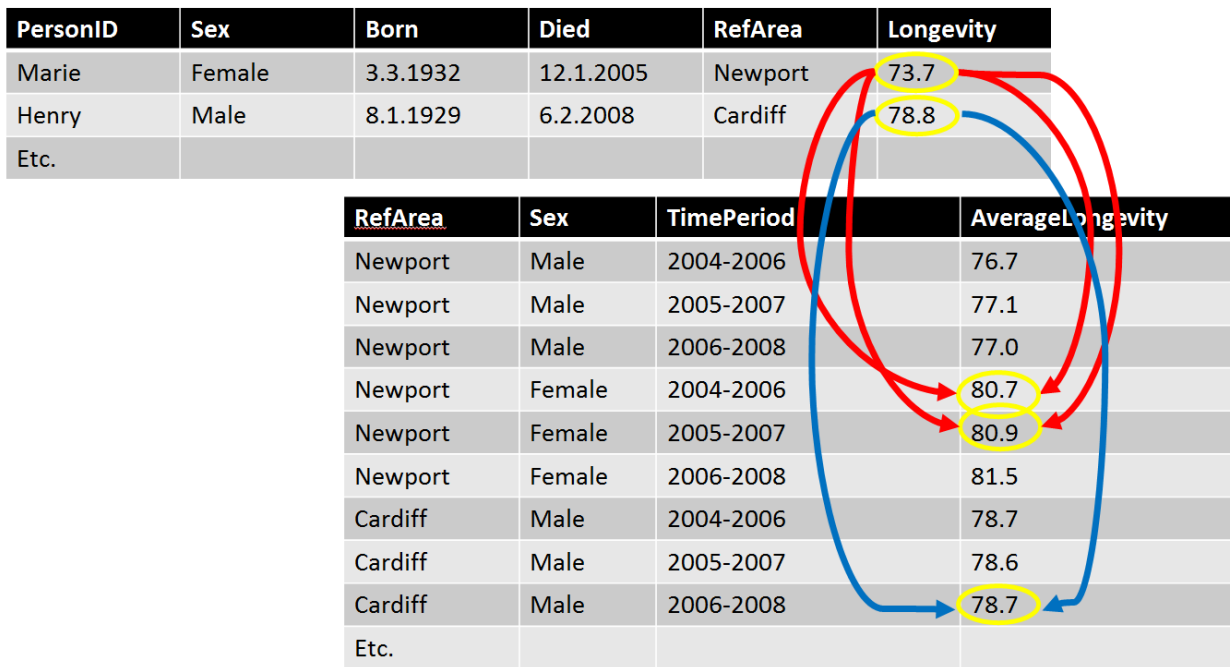 PersonID Sex Born Died RefArea Longevity
Marie Female 3.3.1932 12.1.2005 Newport 73.7
Henry Male 8.1.1929 6.2.2008 Cardiff 78.8
Etc.
RefArea Sex TimePeriod AverageLongevity
Newport Male 2004-2006 76.7
Newport Male 2005-2007 77.1
Newport Male 2006-2008 77.0
Newport Female 2004-2006 80.7
Newport Female 2005-2007 80.9
Newport Female 2006-2008 81.5
Cardiff Male 2004-2006 78.7
Cardiff Male 2005-2007 78.6
Cardiff Male 2006-2008 78.7
Etc.